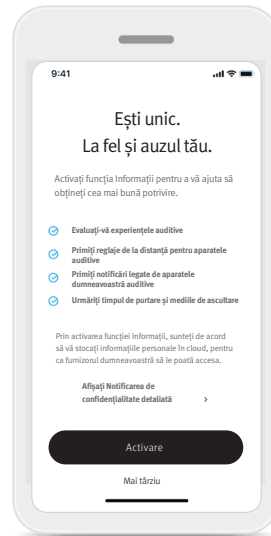 9:41
Ești unic.
La fel și auzul tău.
Activați funcția Informații pentru a vă ajuta să
obțineți cea mai bună potrivire.
Evaluați-vă experiențele auditive
Primiți reglaje de la distanță pentru aparatele
auditive
Primiți notificări legate de aparatele
dumneavoastră auditive
Urmăriți timpul de purtare și mediile de ascultare
Prin activarea funcției Informații, sunteți de acord
să vă stocați informațiile personale în cloud, pentru
ca furnizorul dumneavoastră să le poată accesa.
Afișați Notificarea de
confidențialitate detaliată
Activare
Mai târziu